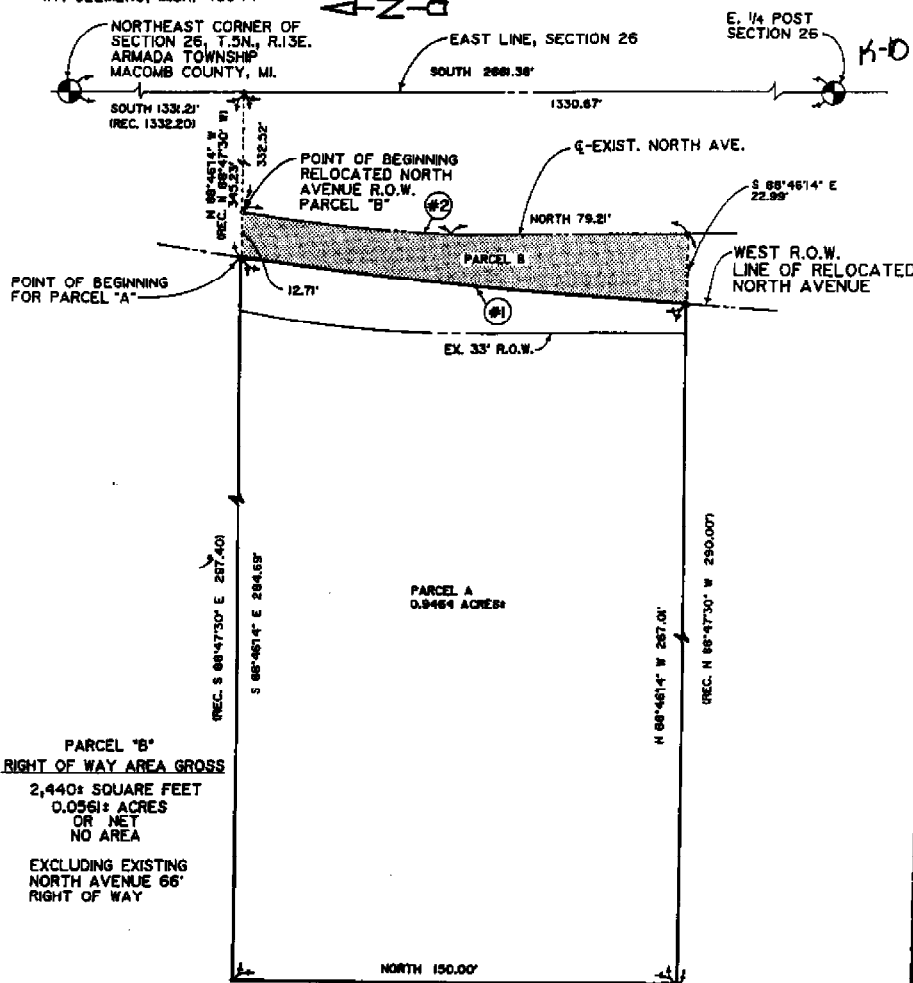 NORTHEAST CORNER OF
SECTION 26, T.5N., R.13E.
ARMADA TOWNSHIP
MACOMB COUNTY, MI.
N
EAST LINE, SECTION 26
E. 1/4 POST
SECTION 26
K-10
SOUTH 2661.38'
SOUTH 1331.21'
(REC. 1332.20)
1330.67'
N 88°46'14" W
(REC. N 88°47'30" W)
345.23'
332.52'
POINT OF BEGINNING
RELOCATED NORTH
AVENUE R.O.W.
PARCEL "B"
#2
℄-EXIST. NORTH AVE.
NORTH 79.21'
S 88°46'14" E
22.99'
PARCEL B
WEST R.O.W.
LINE OF RELOCATED
NORTH AVENUE
POINT OF BEGINNING
FOR PARCEL "A"
12.71'
#1
EX. 33' R.O.W.
(REC. S 88°47'30" E 297.40)
S 88°46'14" E 284.69'
PARCEL A
0.9464 ACRES±
N 88°46'14" W 267.01'
(REC. N 88°47'30" W 290.00')
PARCEL "B"
RIGHT OF WAY AREA GROSS
2,440± SQUARE FEET
0.0561± ACRES
OR NET
NO AREA
EXCLUDING EXISTING
NORTH AVENUE 66'
RIGHT OF WAY
NORTH 150.00'